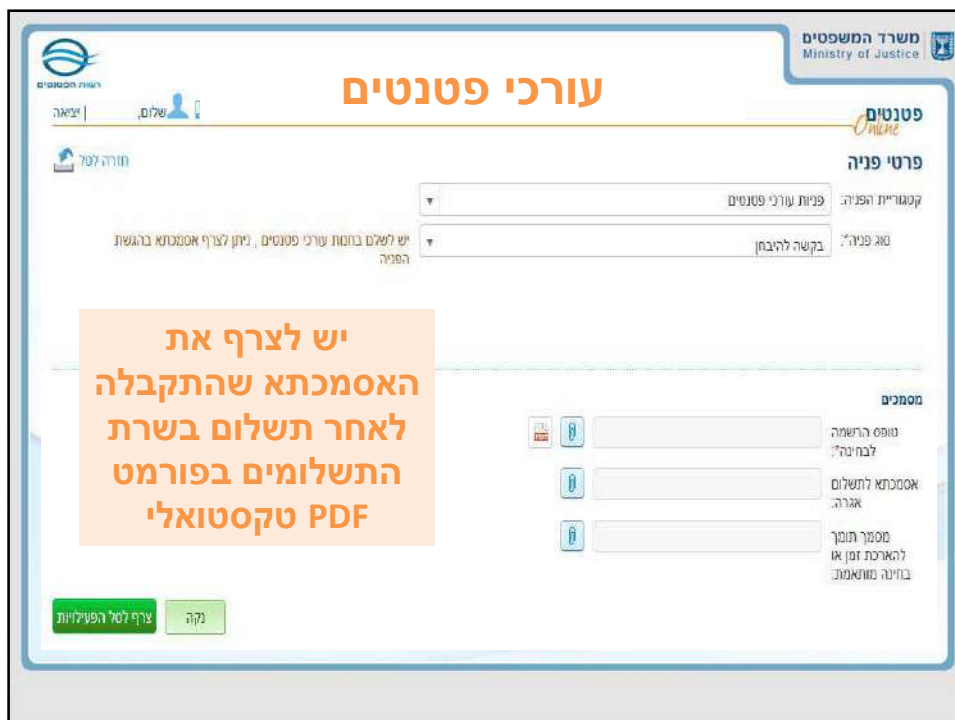 משרד המשפטים
Ministry of Justice
רשות הפטנטים
עורכי פטנטים
שלום,
| יציאה
פטנטים
Online
פרטי פניה
חזרה לסל
קטגוריית הפניה:
פניות עורכי פטנטים
סוג פניה*:
בקשה להיבחן
יש לשלם בחנות עורכי פטנטים , ניתן לצרף אסמכתא בהגשת
הפניה
יש לצרף את
האסמכתא שהתקבלה
לאחר תשלום בשרת
התשלומים בפורמט
PDF טקסטואלי
מסמכים
טופס הרשמה
לבחינה*:
אסמכתא לתשלום
אגרה:
מסמך תומך
להארכת זמן או
בחינה מותאמת:
נקה
צרף לסל הפעילויות